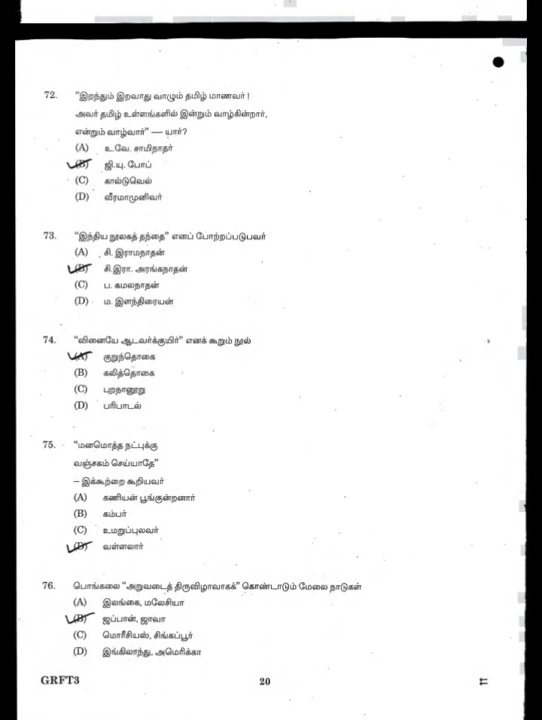 72. "இறந்தும் இறவாது வாழும் தமிழ் மாணவர் !
அவர் தமிழ் உள்ளங்களில் இன்றும் வாழ்கின்றார்,
என்றும் வாழ்வார்" — யார்?
(A) உ.வே. சாமிநாதர்
(B) ஜி.யு. போப்
(C) கால்டுவெல்
(D) வீரமாமுனிவர்
73. "இந்திய நூலகத் தந்தை" எனப் போற்றப்படுபவர்
(A) சி. இராமநாதன்
(B) சி.இரா. அரங்கநாதன்
(C) ப. கமலநாதன்
(D) ம. இளந்திரையன்
74. "வினையே ஆடவர்க்குயிர்" எனக் கூறும் நூல்
(A) குறுந்தொகை
(B) கலித்தொகை
(C) புறநானூறு
(D) பரிபாடல்
75. "மனமொத்த நட்புக்கு
வஞ்சகம் செய்யாதே"
– இக்கூற்றை கூறியவர்
(A) கணியன் பூங்குன்றனார்
(B) கம்பர்
(C) உமறுப்புலவர்
(D) வள்ளலார்
76. பொங்கலை "அறுவடைத் திருவிழாவாகக்" கொண்டாடும் மேலை நாடுகள்
(A) இலங்கை, மலேசியா
(B) ஜப்பான், ஜாவா
(C) மொரீசியஸ், சிங்கப்பூர்
(D) இங்கிலாந்து, அமெரிக்கா
GRFT3 20